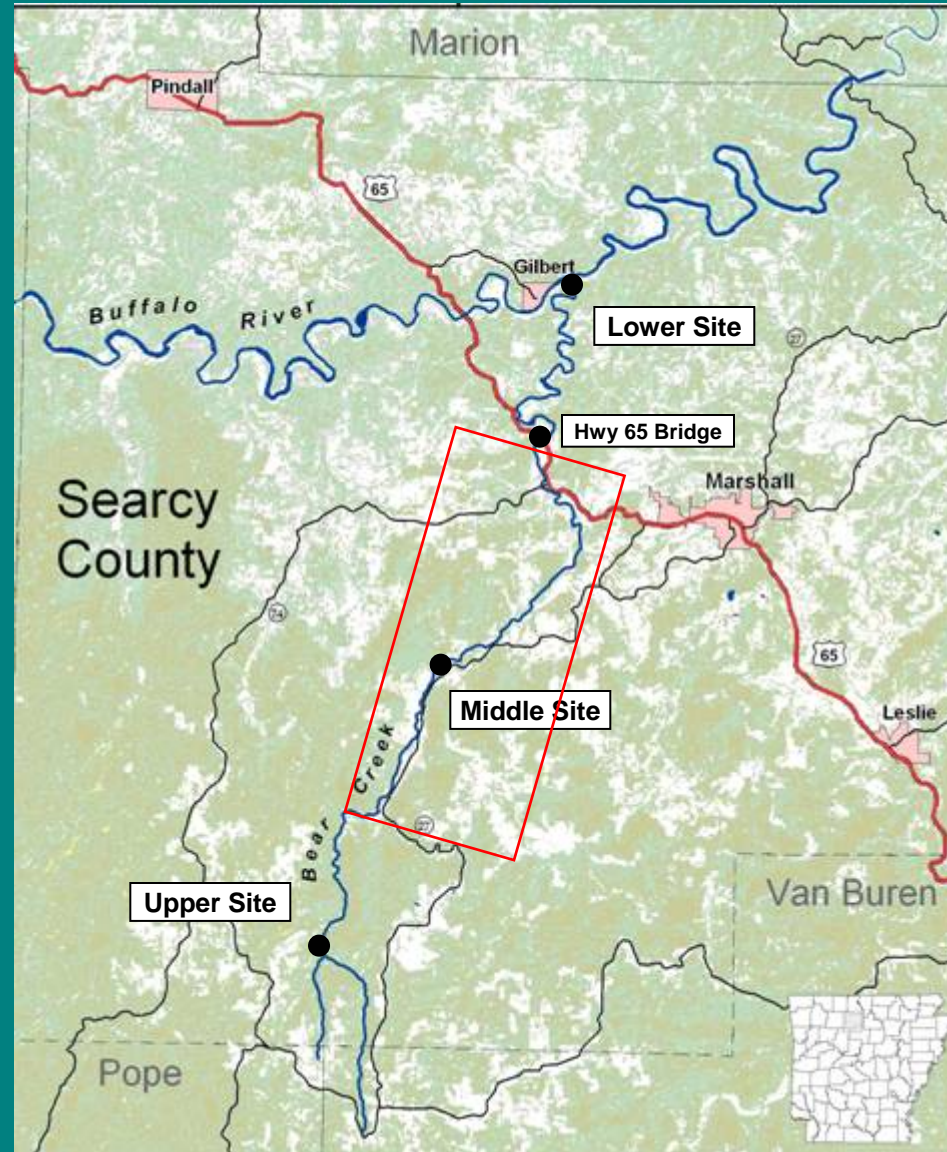 Marion
Pindall
65
Gilbert
Buffalo River
Lower Site
27
Hwy 65 Bridge
Marshall
Searcy
County
74
65
Middle Site
Leslie
Bear Creek
27
Van Buren
Upper Site
Pope